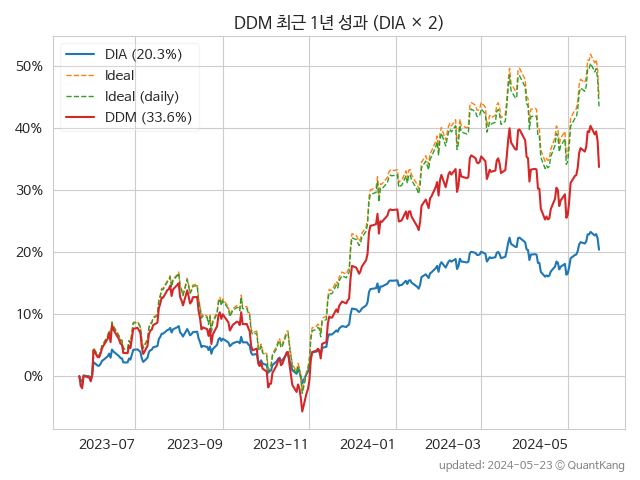 DDM 최근 1년 성과 (DIA × 2)
DIA (20.3%)
Ideal
Ideal (daily)
DDM (33.6%)
50%
40%
30%
20%
10%
0%
2023-07 2023-09 2023-11 2024-01 2024-03 2024-05
updated: 2024-05-23 © QuantKang